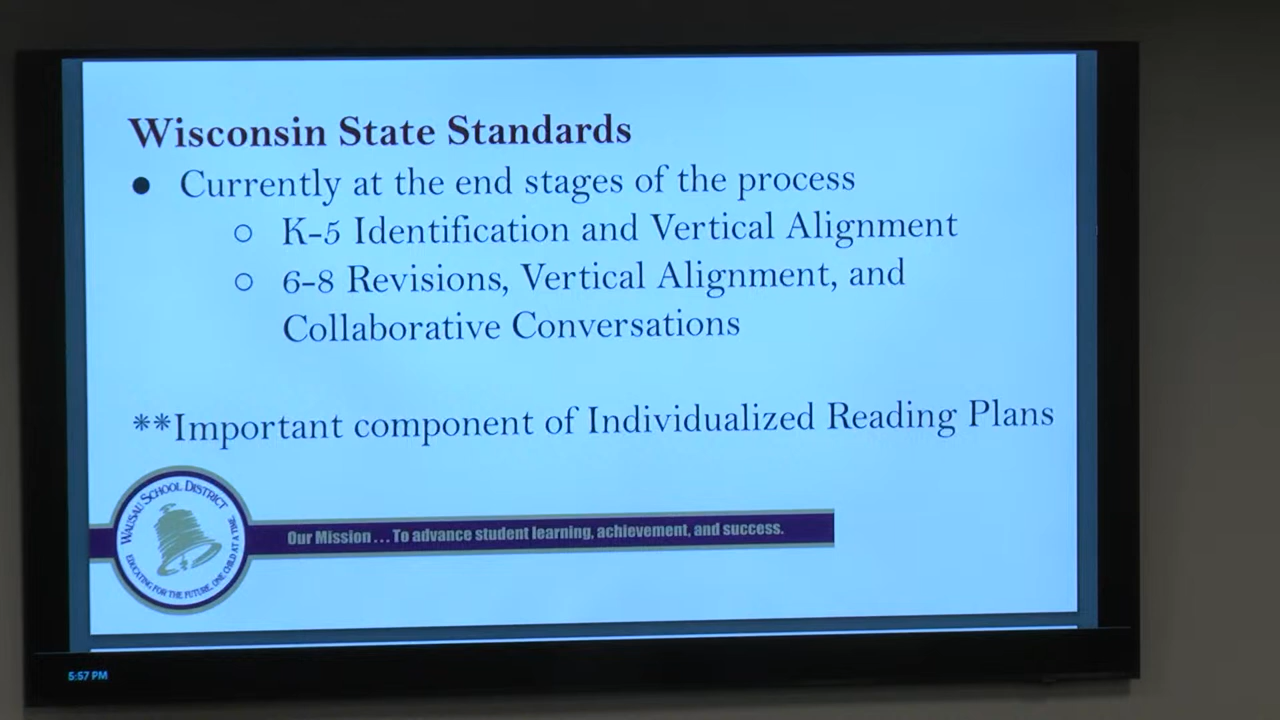 Wisconsin State Standards
● Currently at the end stages of the process
○ K-5 Identification and Vertical Alignment
○ 6-8 Revisions, Vertical Alignment, and
Collaborative Conversations
**Important component of Individualized Reading Plans
WAUSAU SCHOOL DISTRICT
EDUCATING FOR THE FUTURE, ONE CHILD AT A TIME.
Our Mission . . . To advance student learning, achievement, and success.
5:57 PM